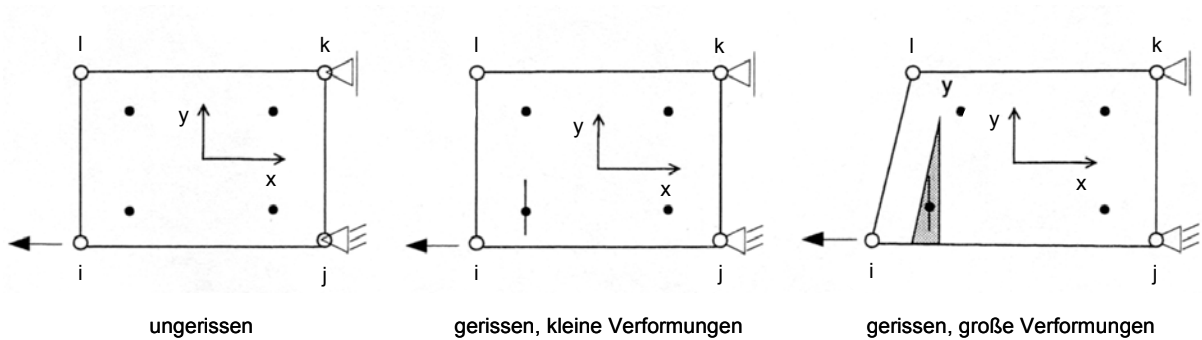 l k
y
x
i j
ungerissen
l k
y
x
i j
gerissen, kleine Verformungen
l k
y y
x
i j
gerissen, große Verformungen